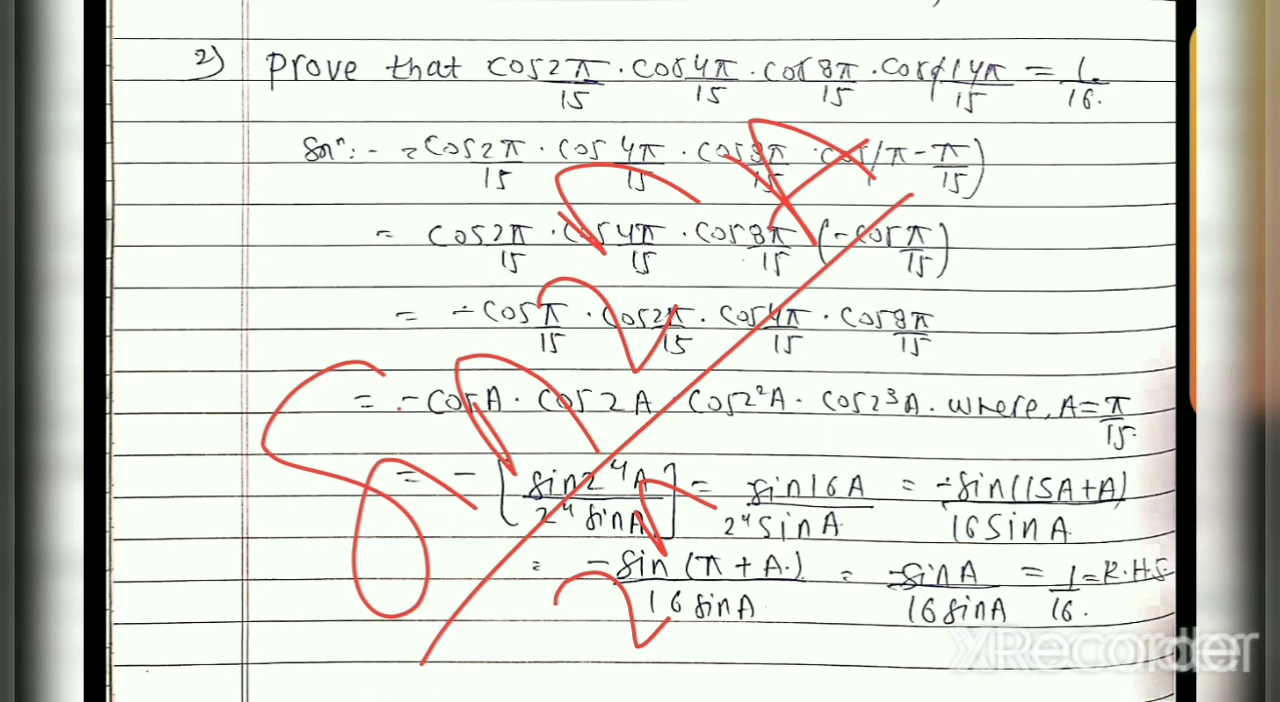 2) Prove that cos 2π/15 · cos 4π/15 · cos 8π/15 · cos 14π/15 = 1/16.
Solⁿ:- = cos 2π/15 · cos 4π/15 · cos 8π/15 · cos(π - π/15)
= cos 2π/15 · cos 4π/15 · cos 8π/15 (-cos π/15)
= - cos π/15 · cos 2π/15 · cos 4π/15 · cos 8π/15
= - cos A · cos 2A cos 2²A · cos 2³A. where, A = π/15.
= - [sin 2⁴A / 2⁴ sin A] = sin 16A / 2⁴ sin A = -sin(15A+A) / 16 sin A
= -sin (π + A.) / 16 sin A = -sin A / 16 sin A = 1/16. = R.H.S.
XRecorder